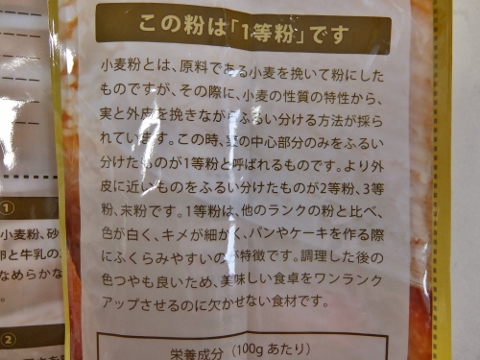 この粉は「1等粉」です
小麦粉とは、原料である小麦を挽いて粉にした
ものですが、その際に、小麦の性質の特性から、
実と外皮を挽きながらふるい分ける方法が採ら
れています。この時、実の中心部分のみをふるい
分けたものが1等粉と呼ばれるものです。より外
皮に近いものをふるい分けたものが2等粉、3等
粉、末粉です。1等粉は、他のランクの粉と比べ、
色が白く、キメが細かく、パンやケーキを作る際
にふくらみやすいのが特徴です。調理した後の
色つやも良いため、美味しい食卓をワンランク
アップさせるのに欠かせない食材です。
栄養成分(100gあたり)
①
小麦粉、砂
卵と牛乳の
なめらかな
。
②